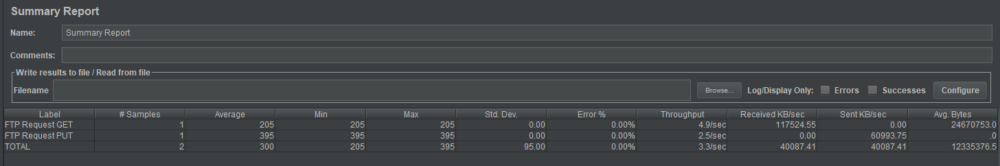 Summary Report
Name: Summary Report
Comments:
Write results to file / Read from file
Filename Browse... Log/Display Only: Errors Successes Configure
Label # Samples Average Min Max Std. Dev. Error % Throughput Received KB/sec Sent KB/sec Avg. Bytes
FTP Request GET 1 205 205 205 0.00 0.00% 4.9/sec 117524.55 0.00 24670753.0
FTP Request PUT 1 395 395 395 0.00 0.00% 2.5/sec 0.00 60993.75 .0
TOTAL 2 300 205 395 95.00 0.00% 3.3/sec 40087.41 40087.41 12335376.5